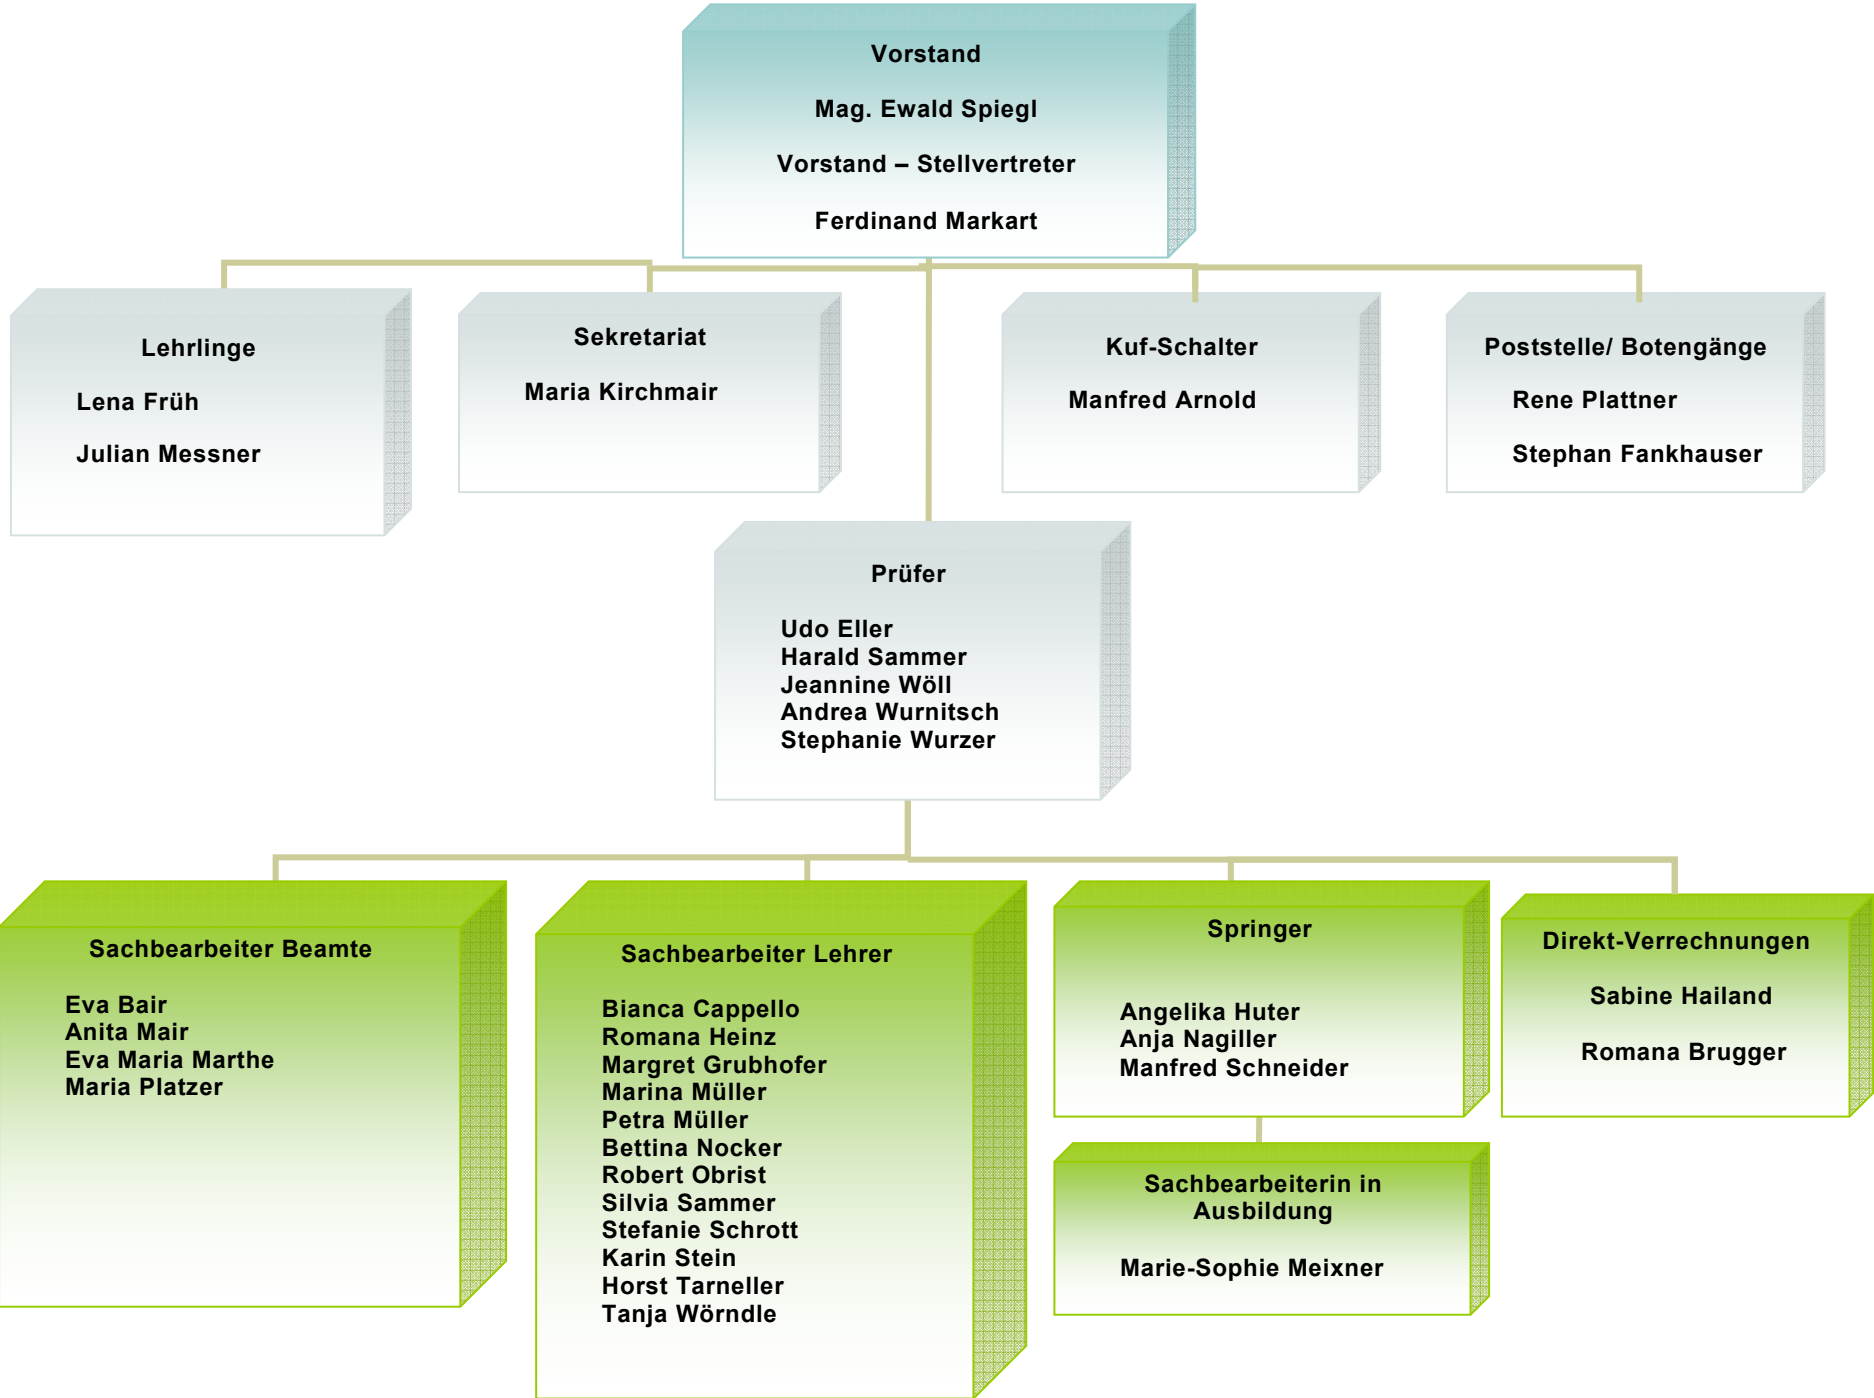 Vorstand
Mag. Ewald Spiegl
Vorstand – Stellvertreter
Ferdinand Markart
Lehrlinge
Lena Früh
Julian Messner
Sekretariat
Maria Kirchmair
Kuf-Schalter
Manfred Arnold
Poststelle/ Botengänge
Rene Plattner
Stephan Fankhauser
Prüfer
Udo Eller
Harald Sammer
Jeannine Wöll
Andrea Wurnitsch
Stephanie Wurzer
Sachbearbeiter Beamte
Eva Bair
Anita Mair
Eva Maria Marthe
Maria Platzer
Sachbearbeiter Lehrer
Bianca Cappello
Romana Heinz
Margret Grubhofer
Marina Müller
Petra Müller
Bettina Nocker
Robert Obrist
Silvia Sammer
Stefanie Schrott
Karin Stein
Horst Tarneller
Tanja Wörndle
Springer
Angelika Huter
Anja Nagiller
Manfred Schneider
Sachbearbeiterin in
Ausbildung
Marie-Sophie Meixner
Direkt-Verrechnungen
Sabine Hailand
Romana Brugger